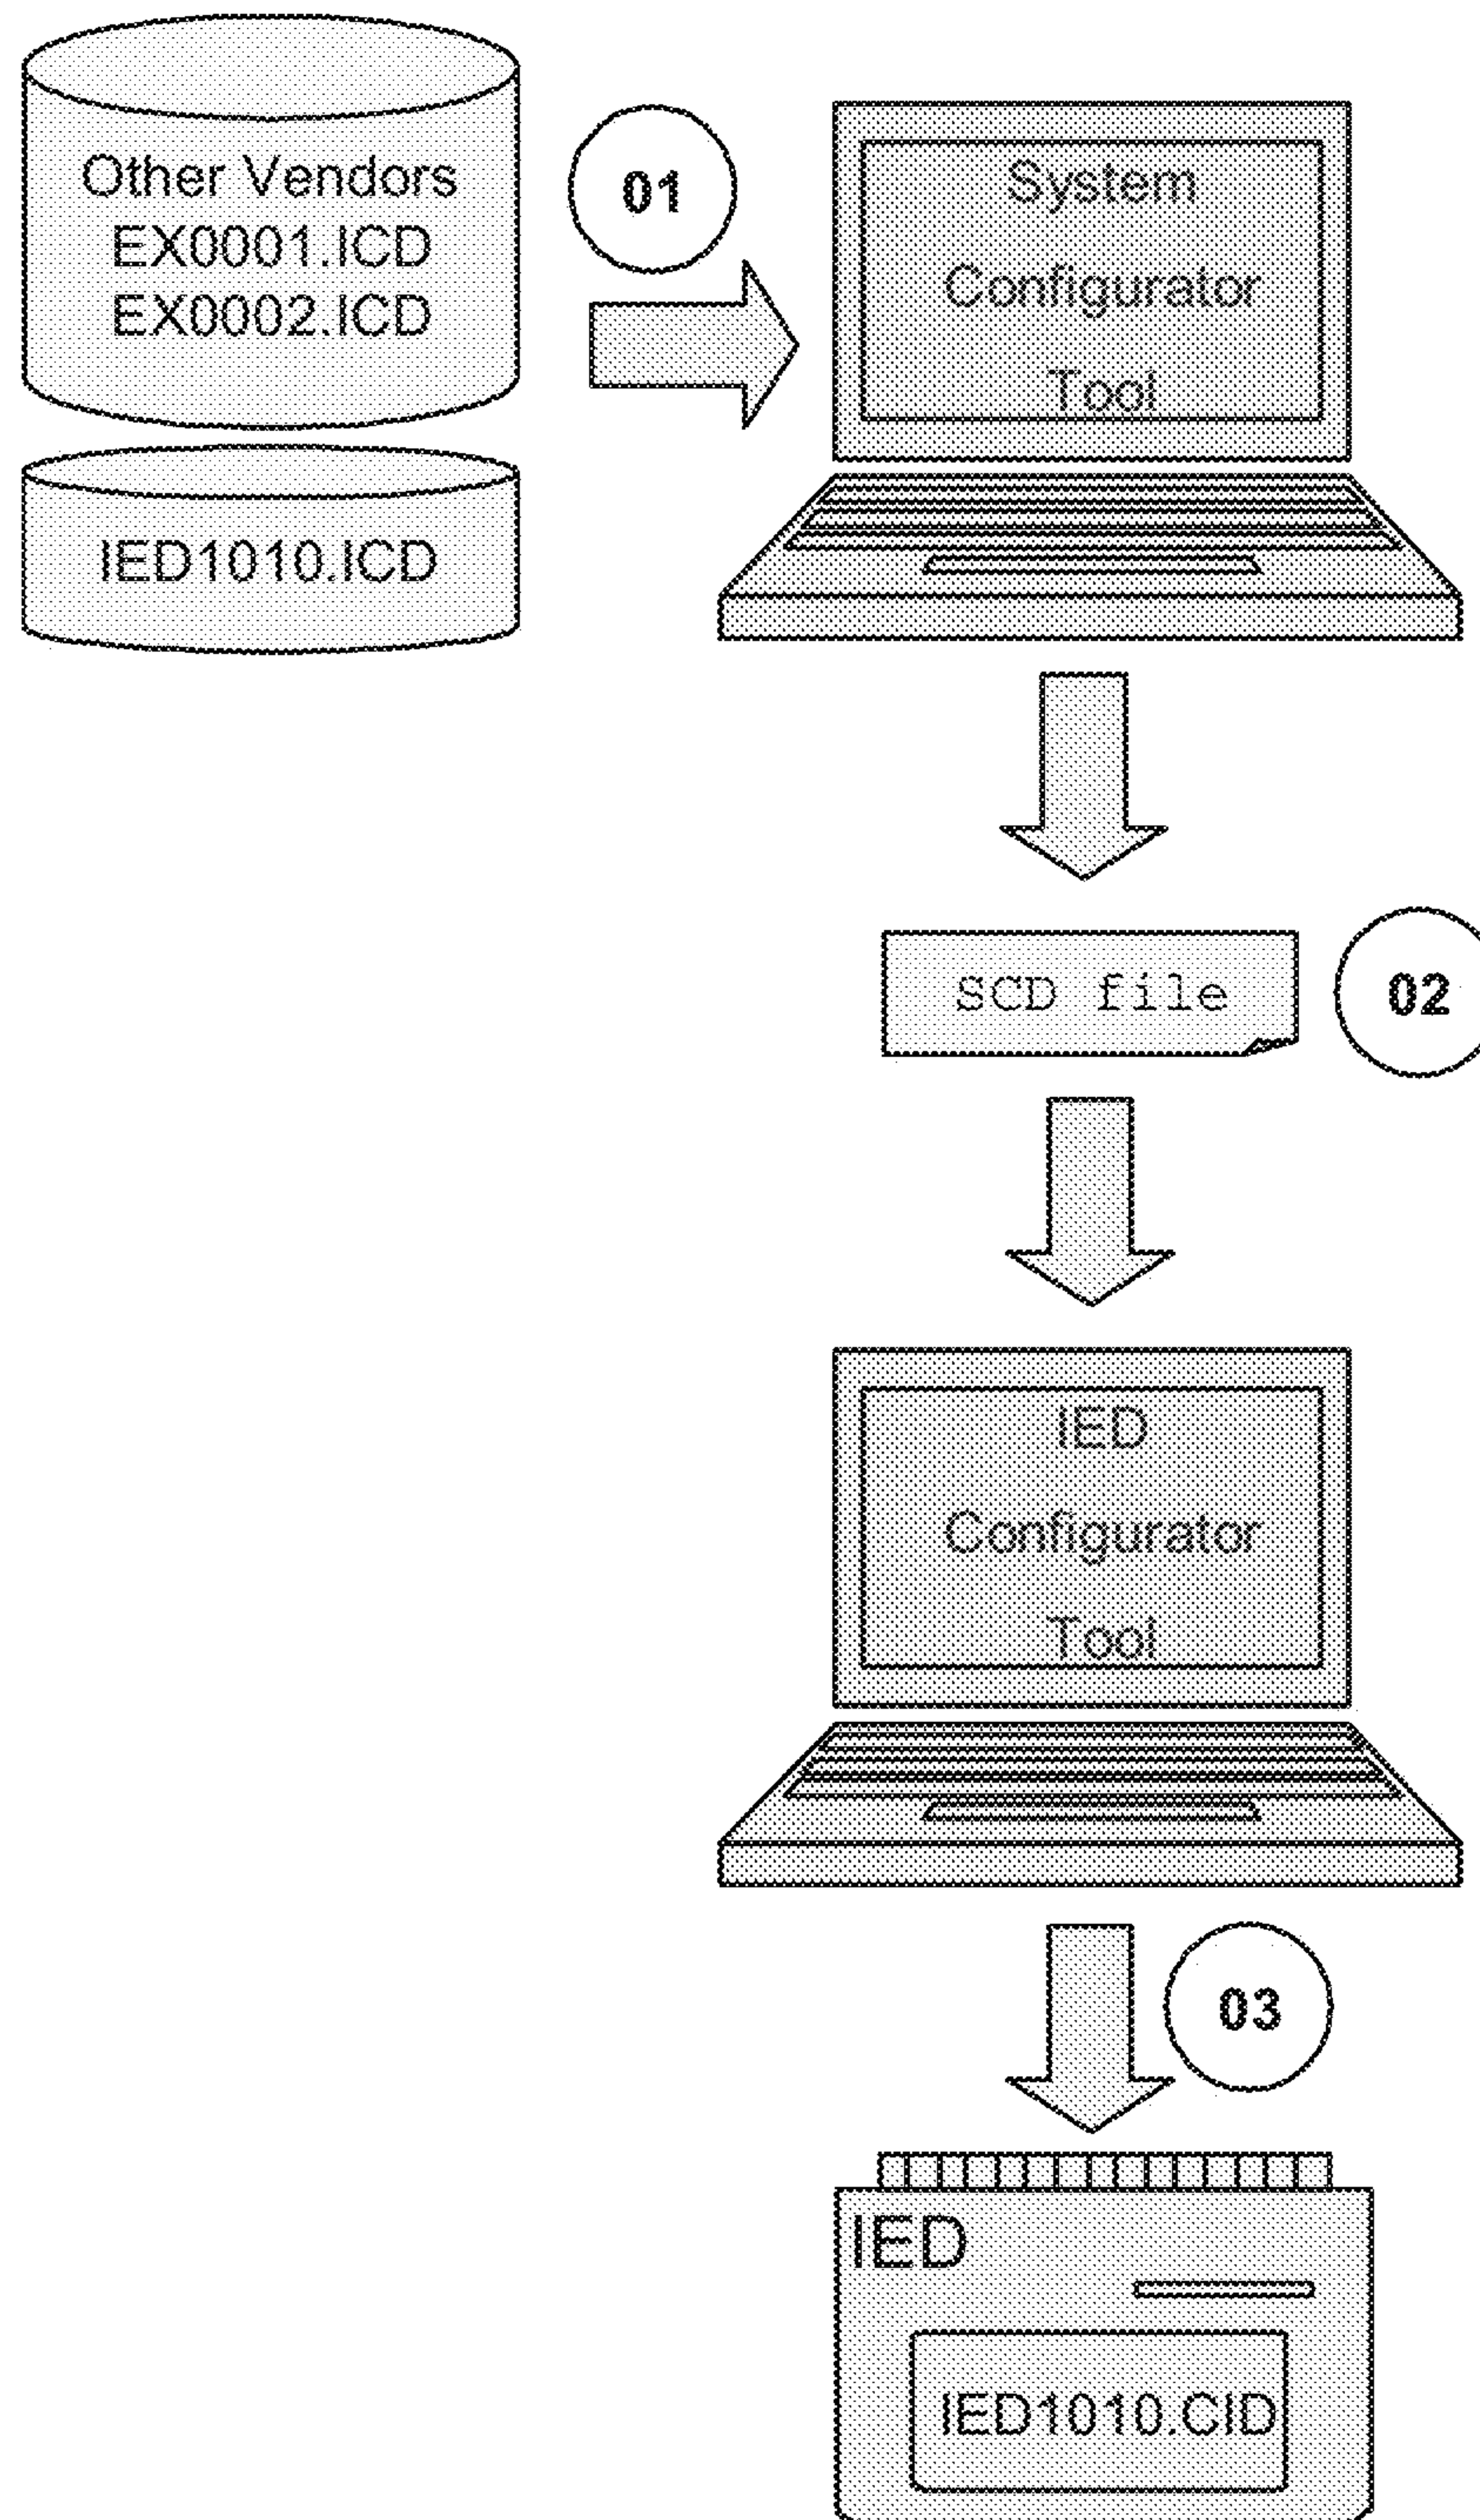 Other Vendors
EX0001.ICD
EX0002.ICD
IED1010.ICD
01
System
Configurator
Tool
SCD file
02
IED
Configurator
Tool
03
IED
IED1010.CID